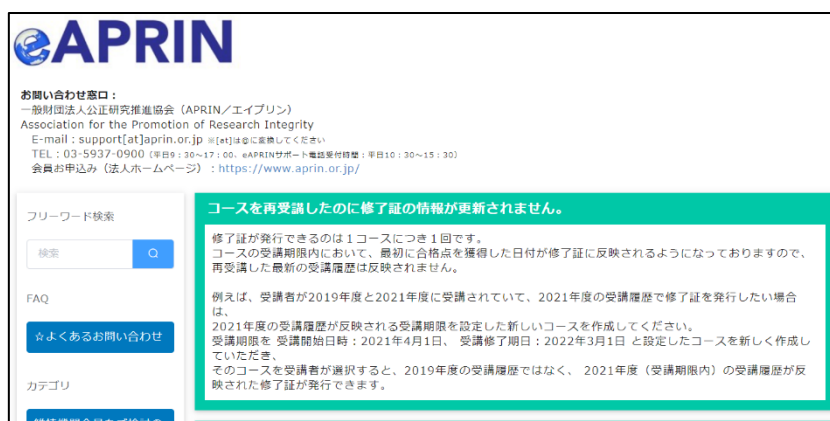 eAPRIN
お問い合わせ窓口：
一般財団法人公正研究推進協会（APRIN／エイプリン）
Association for the Promotion of Research Integrity
E-mail：support[at]aprin.or.jp ※[at]は@に変換してください
TEL：03-5937-0900（平日9：30～17：00、eAPRINサポート電話受付時間：平日10：30～15：30）
会員お申込み（法人ホームページ）：https://www.aprin.or.jp/
フリーワード検索
検索
FAQ
☆よくあるお問い合わせ
カテゴリ
コースを再受講したのに修了証の情報が更新されません。
修了証が発行できるのは１コースにつき１回です。
コースの受講期限内において、最初に合格点を獲得した日付が修了証に反映されるようになっておりますので、
再受講した最新の受講履歴は反映されません。
例えば、受講者が2019年度と2021年度に受講されていて、2021年度の受講履歴で修了証を発行したい場合
は、
2021年度の受講履歴が反映される受講期限を設定した新しいコースを作成してください。
受講期限を 受講開始日時：2021年4月1日、 受講修了期日：2022年3月1日 と設定したコースを新しく作成し
ていただき、
そのコースを受講者が選択すると、2019年度の受講履歴ではなく、 2021年度（受講期限内）の受講履歴が反
映された修了証が発行できます。